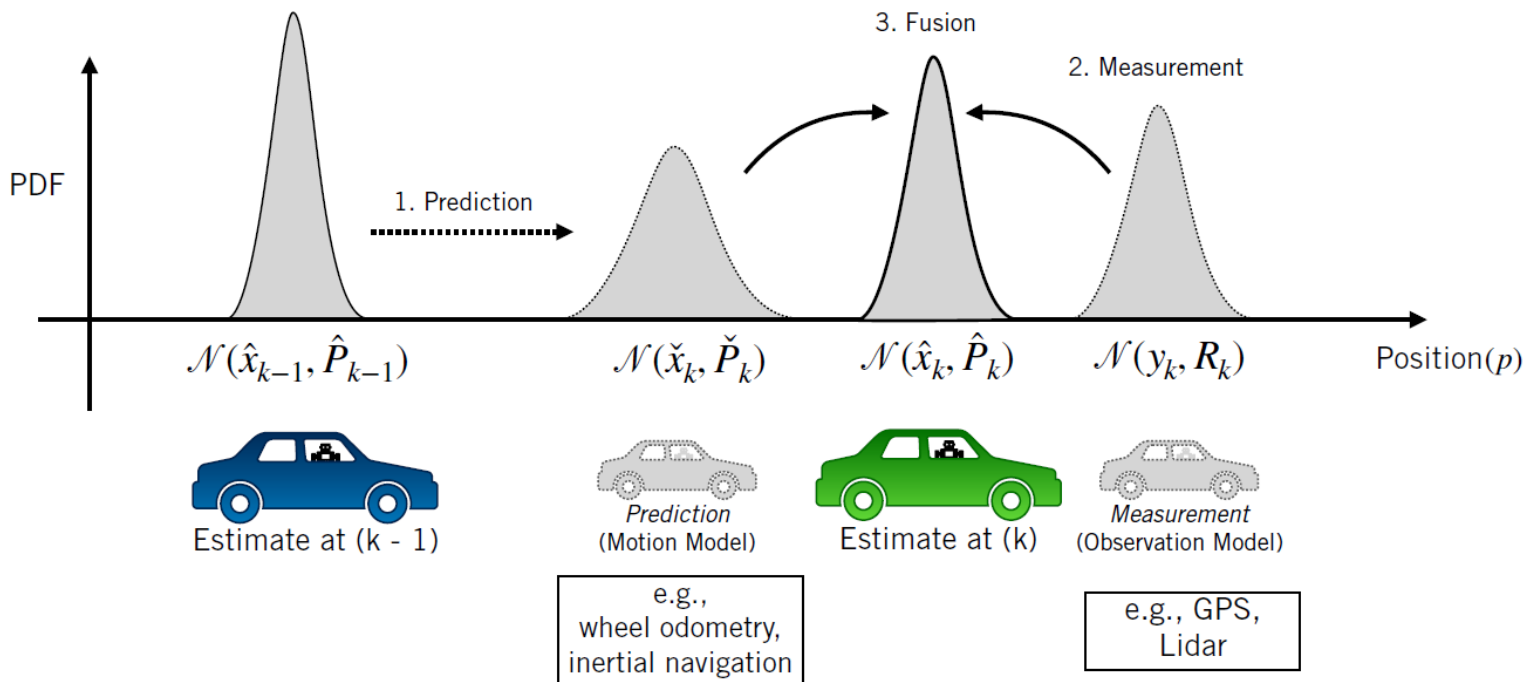 3. Fusion
2. Measurement
PDF
1. Prediction
𝒩(x̂ₖ₋₁, P̂ₖ₋₁)
𝒩(x̌ₖ, P̌ₖ)
𝒩(x̂ₖ, P̂ₖ)
𝒩(yₖ, Rₖ)
Position(p)
Estimate at (k - 1)
Prediction
(Motion Model)
Estimate at (k)
Measurement
(Observation Model)
e.g.,
wheel odometry,
inertial navigation
e.g., GPS,
Lidar